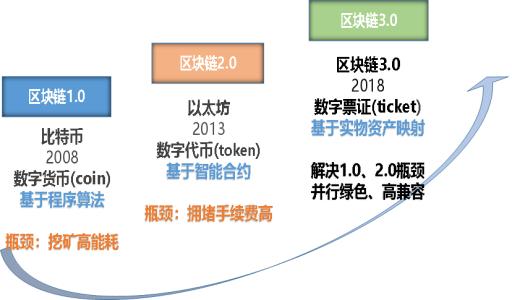 区块链1.0
比特币
2008
数字货币(coin)
基于程序算法
瓶颈：挖矿高能耗
区块链2.0
以太坊
2013
数字代币(token)
基于智能合约
瓶颈：拥堵手续费高
区块链3.0
区块链3.0
2018
数字票证(ticket)
基于实物资产映射
解决1.0、2.0瓶颈
并行绿色、高兼容